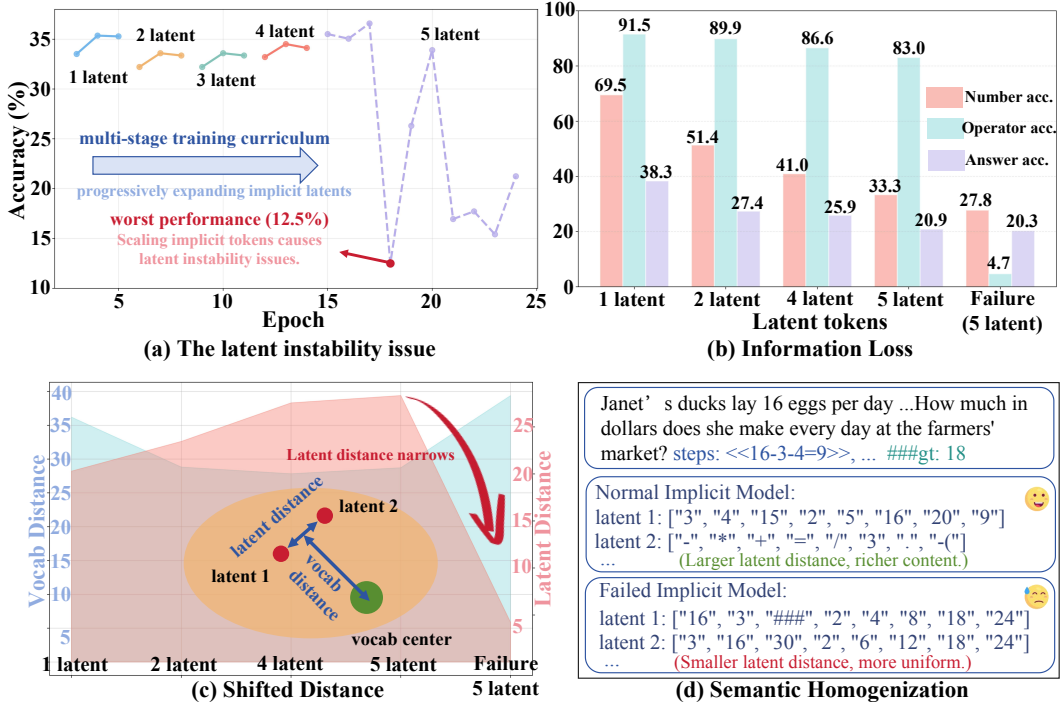 35
30
25
20
15
10
Accuracy (%)
2 latent
4 latent
5 latent
1 latent
3 latent
multi-stage training curriculum
progressively expanding implicit latents
worst performance (12.5%)
Scaling implicit tokens causes
latent instability issues.
5 10 15 20 25
Epoch
(a) The latent instability issue
100
80
60
40
20
0
69.5 91.5 38.3
51.4 89.9 27.4
41.0 86.6 25.9
33.3 83.0 20.9
27.8 4.7 20.3
Number acc.
Operator acc.
Answer acc.
1 latent 2 latent 4 latent 5 latent Failure
(5 latent)
Latent tokens
(b) Information Loss
40
35
30
25
20
15
10
5
Vocab Distance
25
20
15
10
5
Latent Distance
Latent distance narrows
latent distance
latent 2
latent 1
vocab
distance
vocab center
1 latent 2 latent 4 latent 5 latent Failure
5 latent
(c) Shifted Distance
Janet’ s ducks lay 16 eggs per day ...How much in
dollars does she make every day at the farmers'
market? steps: <<16-3-4=9>>, ... ###gt: 18
Normal Implicit Model:
latent 1: ["3", "4", "15", "2", "5", "16", "20", "9"]
latent 2: ["-", "*", "+", "=", "/", "3", ".", "-("]
... (Larger latent distance, richer content.)
Failed Implicit Model:
latent 1: ["16", "3", "###", "2", "4", "8", "18", "24"]
latent 2: ["3", "16", "30", "2", "6", "12", "18", "24"]
... (Smaller latent distance, more uniform.)
(d) Semantic Homogenization